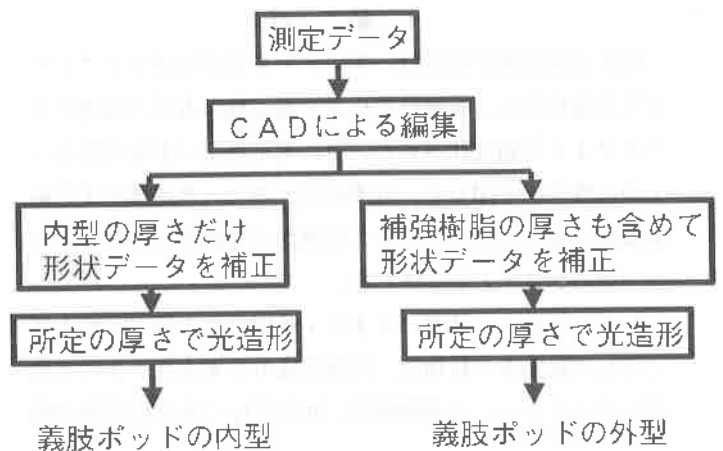 測定データ
CADによる編集
内型の厚さだけ
形状データを補正
補強樹脂の厚さも含めて
形状データを補正
所定の厚さで光造形
所定の厚さで光造形
義肢ポッドの内型
義肢ポッドの外型